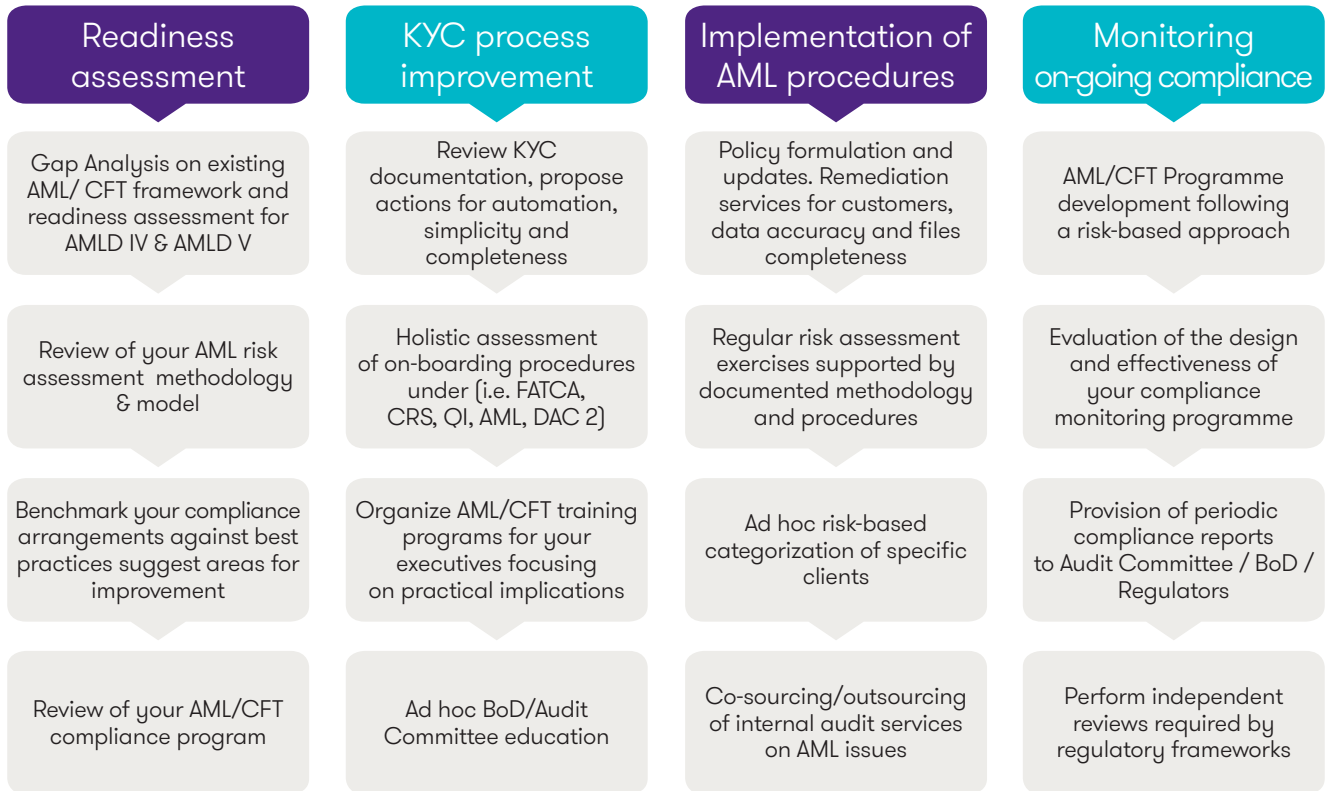 Readiness
assessment
Gap Analysis on existing
AML/ CFT framework and
readiness assessment for
AMLD IV & AMLD V
Review of your AML risk
assessment methodology
& model
Benchmark your compliance
arrangements against best
practices suggest areas for
improvement
Review of your AML/CFT
compliance program
KYC process
improvement
Review KYC
documentation, propose
actions for automation,
simplicity and
completeness
Holistic assessment
of on-boarding procedures
under (i.e. FATCA,
CRS, QI, AML, DAC 2)
Organize AML/CFT training
programs for your
executives focusing
on practical implications
Ad hoc BoD/Audit
Committee education
Implementation of
AML procedures
Policy formulation and
updates. Remediation
services for customers,
data accuracy and files
completeness
Regular risk assessment
exercises supported by
documented methodology
and procedures
Ad hoc risk-based
categorization of specific
clients
Co-sourcing/outsourcing
of internal audit services
on AML issues
Monitoring
on-going compliance
AML/CFT Programme
development following
a risk-based approach
Evaluation of the design
and effectiveness of
your compliance
monitoring programme
Provision of periodic
compliance reports
to Audit Committee / BoD /
Regulators
Perform independent
reviews required by
regulatory frameworks